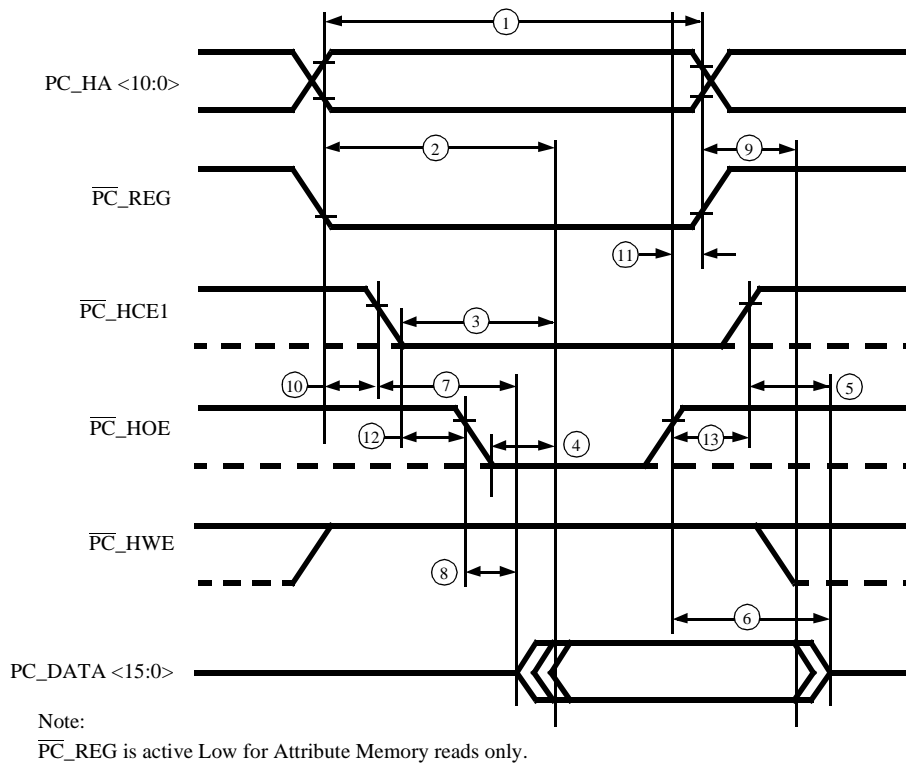 1
PC_HA <10:0>
2
9
PC_REG
11
PC_HCE1
3
10
7
5
PC_HOE
12
4
13
PC_HWE
8
6
PC_DATA <15:0>
Note:
PC_REG is active Low for Attribute Memory reads only.